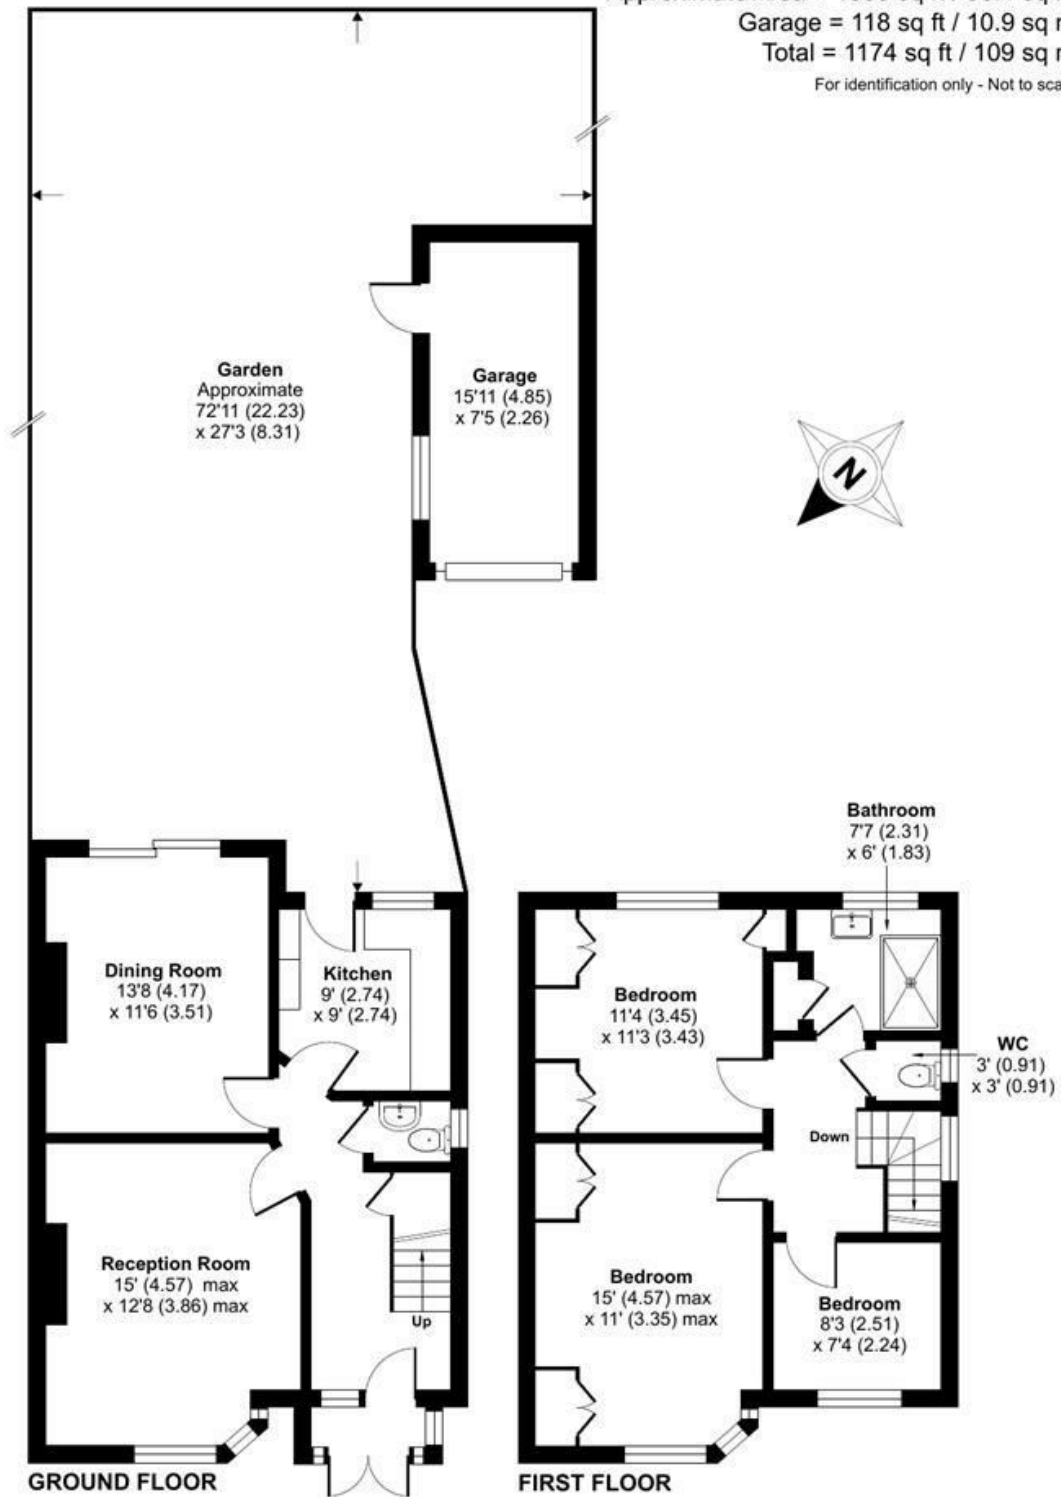 Garage = 118 sq ft / 10.9 sq
Total = 1174 sq ft / 109 sq
For identification only - Not to
Garden
Approximate
72'11 (22.23)
x 27'3 (8.31)
Garage
15'11 (4.85)
x 7'5 (2.26)
N
Bathroom
7'7 (2.31)
x 6' (1.83)
Dining Room
13'8 (4.17)
x 11'6 (3.51)
Kitchen
9' (2.74)
x 9' (2.74)
Bedroom
11'4 (3.45)
x 11'3 (3.43)
WC
3' (0.91)
x 3' (0.91)
Down
Reception Room
15' (4.57) max
x 12'8 (3.86) max
Up
Bedroom
15' (4.57) max
x 11' (3.35) max
Bedroom
8'3 (2.51)
x 7'4 (2.24)
GROUND FLOOR
FIRST FLOOR